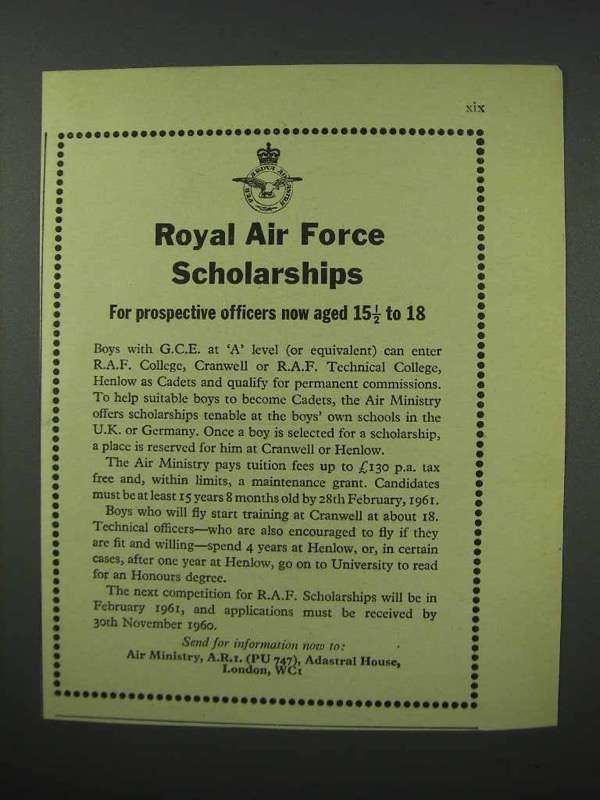 xix
PER ARDUA AD ASTRA
Royal Air Force
Scholarships
For prospective officers now aged 15½ to 18
Boys with G.C.E. at ‘A’ level (or equivalent) can enter
R.A.F. College, Cranwell or R.A.F. Technical College,
Henlow as Cadets and qualify for permanent commissions.
To help suitable boys to become Cadets, the Air Ministry
offers scholarships tenable at the boys’ own schools in the
U.K. or Germany. Once a boy is selected for a scholarship,
a place is reserved for him at Cranwell or Henlow.
The Air Ministry pays tuition fees up to £130 p.a. tax
free and, within limits, a maintenance grant. Candidates
must be at least 15 years 8 months old by 28th February, 1961.
Boys who will fly start training at Cranwell at about 18.
Technical officers—who are also encouraged to fly if they
are fit and willing—spend 4 years at Henlow, or, in certain
cases, after one year at Henlow, go on to University to read
for an Honours degree.
The next competition for R.A.F. Scholarships will be in
February 1961, and applications must be received by
30th November 1960.
Send for information now to:
Air Ministry, A.R.1. (PU 747), Adastral House,
London, WC1